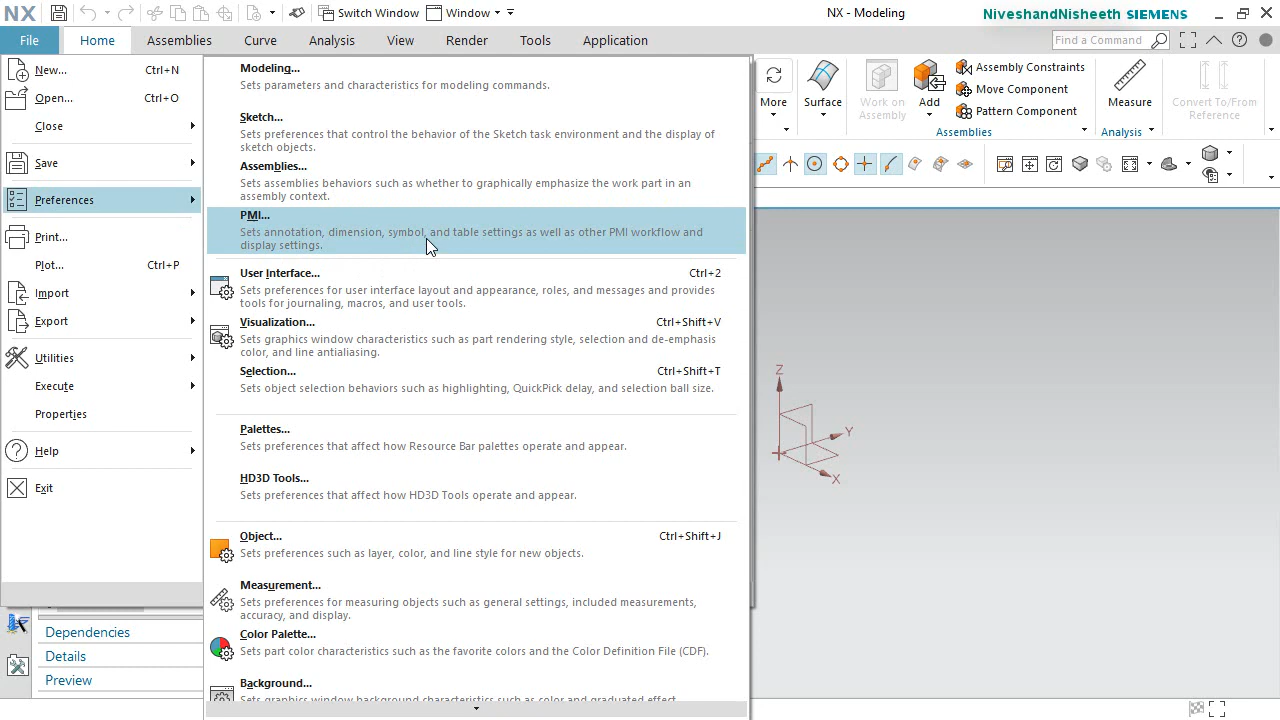 NX
Switch Window
Window
NX - Modeling
NiveshandNisheeth SIEMENS
File
Home
Assemblies
Curve
Analysis
View
Render
Tools
Application
Find a Command
New...
Ctrl+N
Open...
Ctrl+O
Close
Save
Preferences
Print...
Plot...
Ctrl+P
Import
Export
Utilities
Execute
Properties
Help
Exit
Modeling...
Sets parameters and characteristics for modeling commands.
Sketch...
Sets preferences that control the behavior of the Sketch task environment and the display of
sketch objects.
Assemblies...
Sets assemblies behaviors such as whether to graphically emphasize the work part in an
assembly context.
PMI...
Sets annotation, dimension, symbol, and table settings as well as other PMI workflow and
display settings.
User Interface...
Ctrl+2
Sets preferences for user interface layout and appearance, roles, and messages and provides
tools for journaling, macros, and user tools.
Visualization...
Ctrl+Shift+V
Sets graphics window characteristics such as part rendering style, selection and de-emphasis
color, and line antialiasing.
Selection...
Ctrl+Shift+T
Sets object selection behaviors such as highlighting, QuickPick delay, and selection ball size.
Palettes...
Sets preferences that affect how Resource Bar palettes operate and appear.
HD3D Tools...
Sets preferences that affect how HD3D Tools operate and appear.
Object...
Ctrl+Shift+J
Sets preferences such as layer, color, and line style for new objects.
Measurement...
Sets preferences for measuring objects such as general settings, included measurements,
accuracy, and display.
Color Palette...
Sets part color characteristics such as the favorite colors and the Color Definition File (CDF).
Background...
Sets graphics window background characteristics such as color and graduated effect.
More
Surface
Work on
Assembly
Add
Assembly Constraints
Move Component
Pattern Component
Assemblies
Measure
Analysis
Convert To/From
Reference
Z
Y
X
Dependencies
Details
Preview